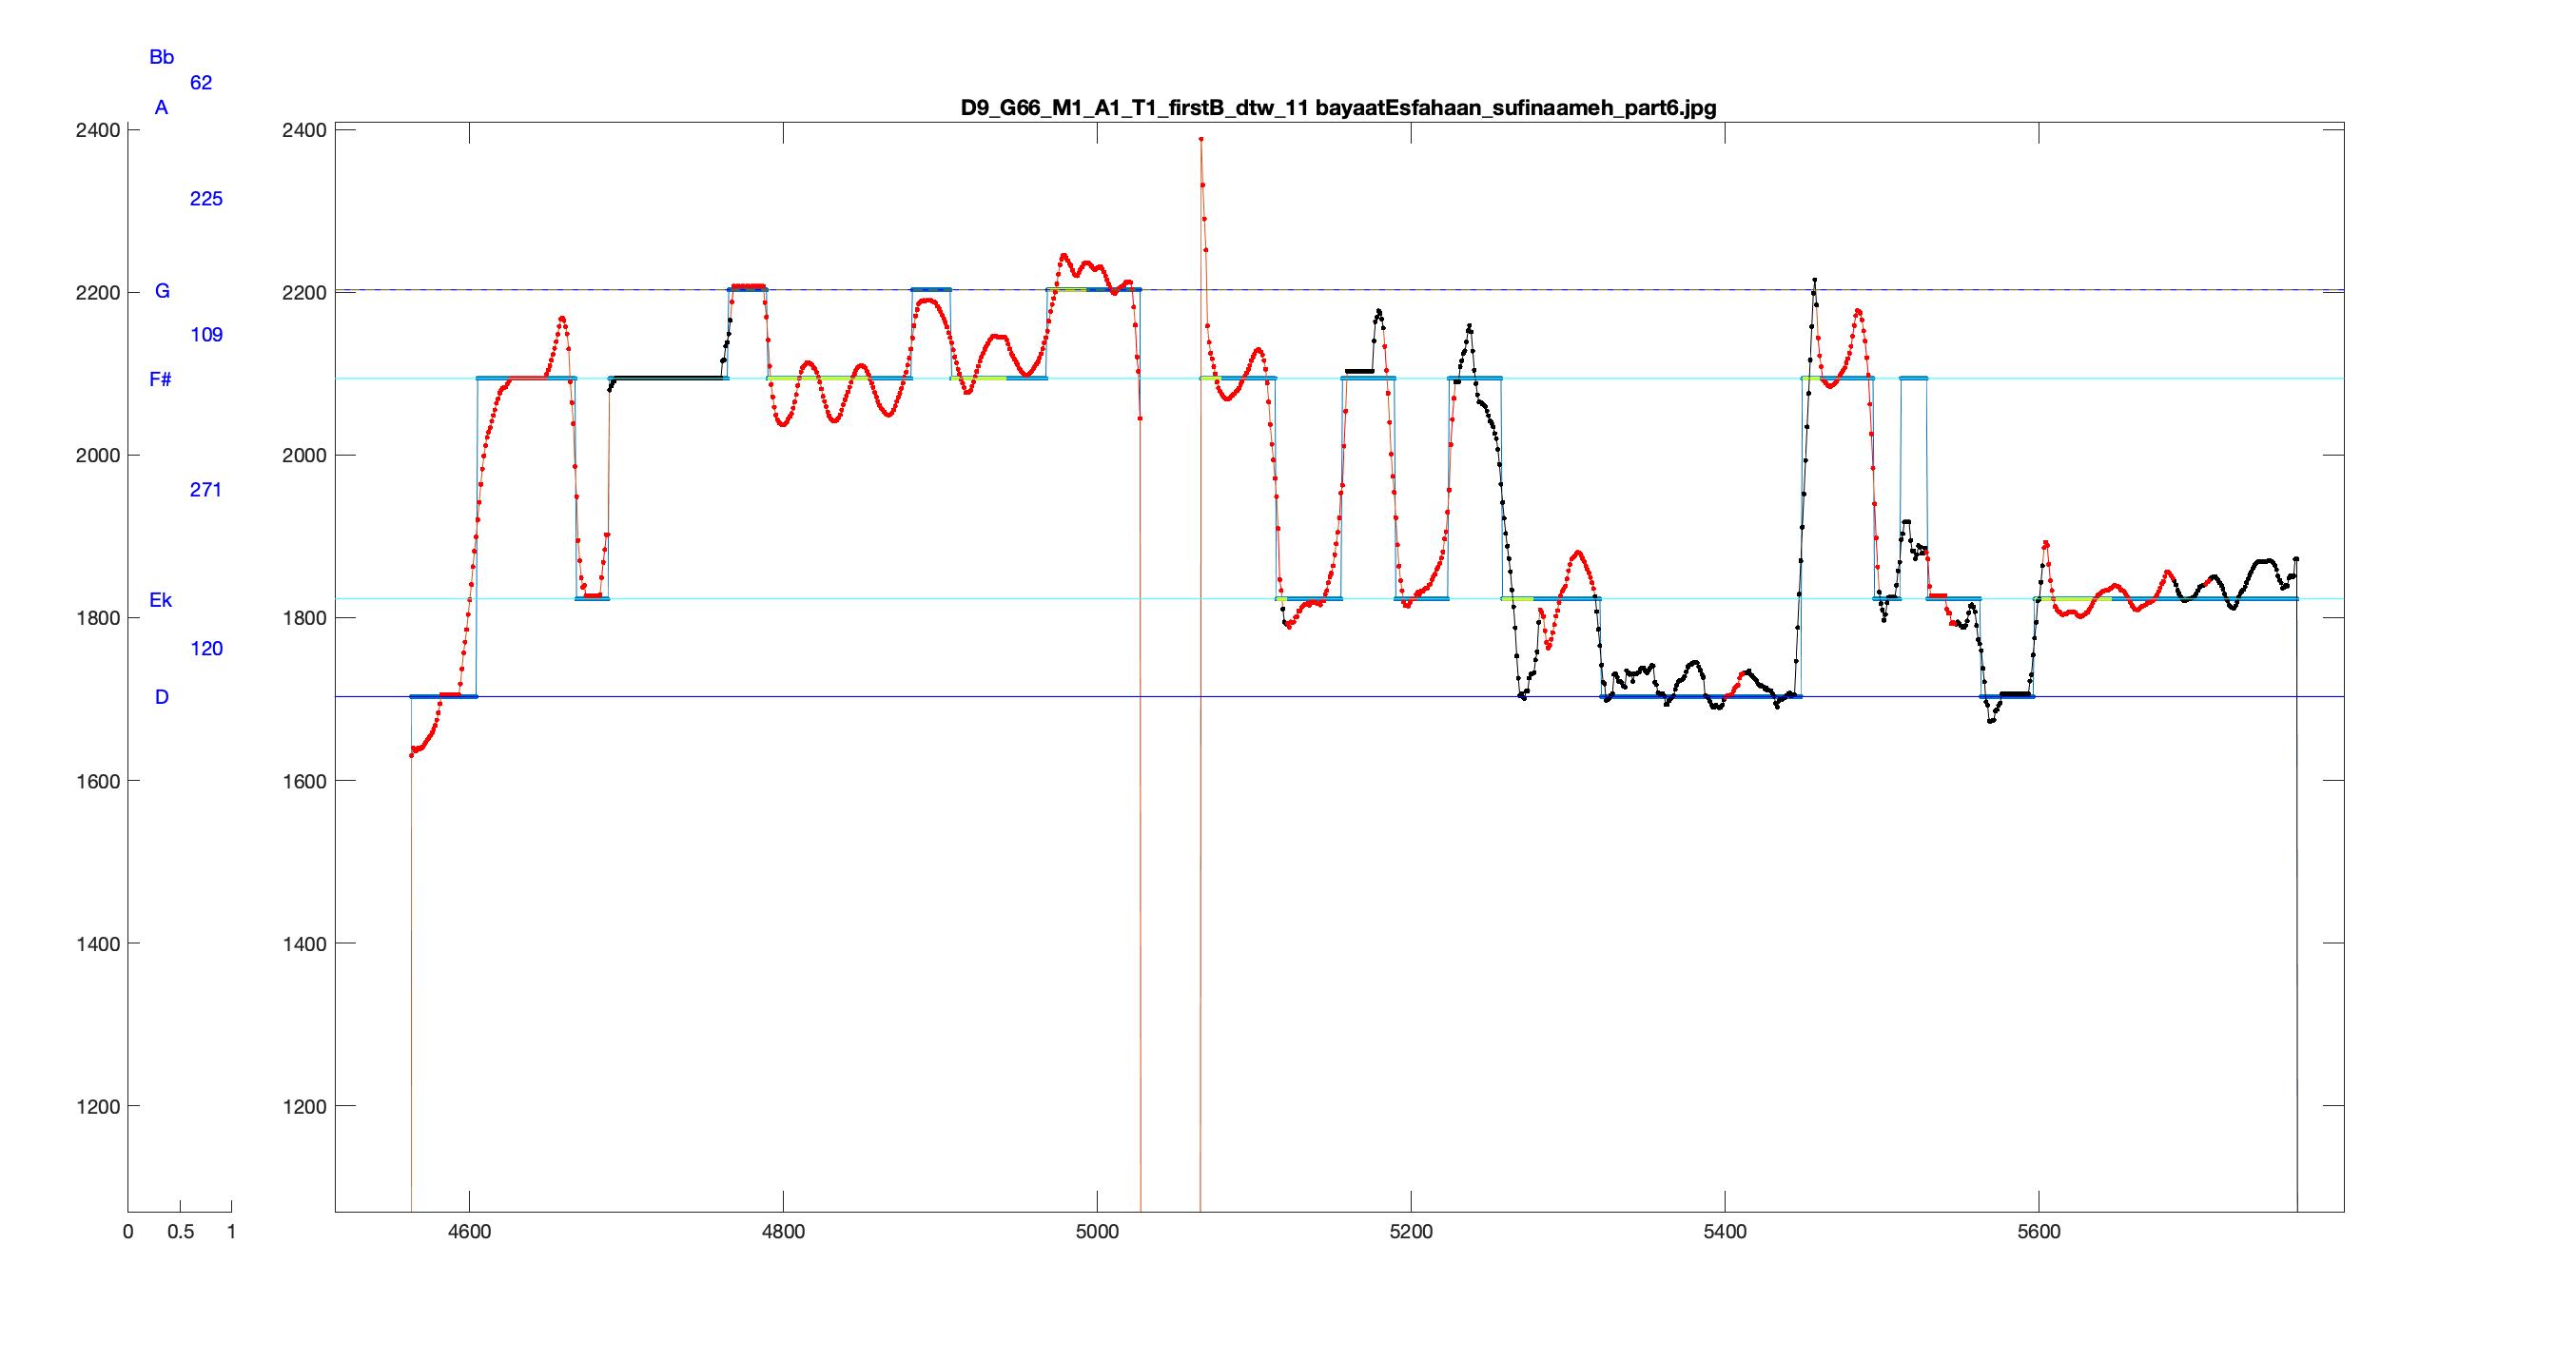 Bb
62
A
D9_G66_M1_A1_T1_firstB_dtw_11 bayaatEsfahaan_sufinaameh_part6.jpg
2400 2400
225
2200 G 2200
109
F#
2000 2000
271
Ek
1800 1800
120
D
1600 1600
1400 1400
1200 1200
0 0.5 1 4600 4800 5000 5200 5400 5600